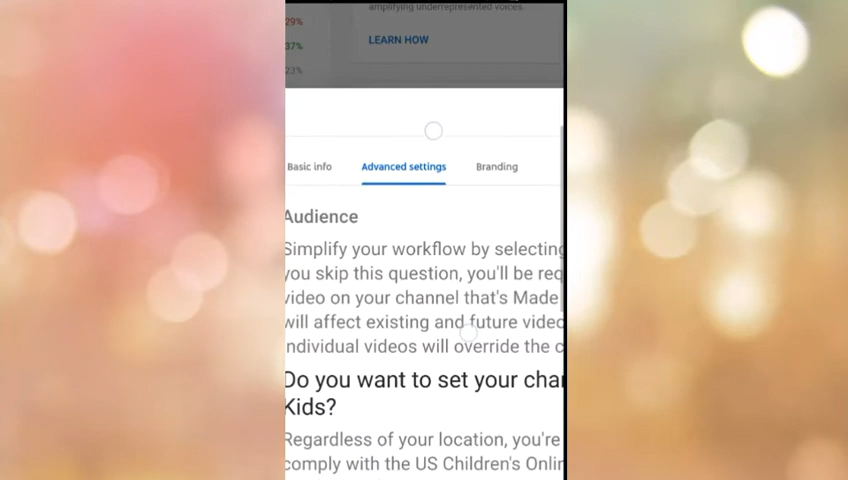 amplifying underrepresented voices.
29%
LEARN HOW
37%
23%
Basic info Advanced settings Branding
Audience
Simplify your workflow by selecting
you skip this question, you'll be req
video on your channel that's Made
will affect existing and future video
individual videos will override the c
Do you want to set your chan
Kids?
Regardless of your location, you're
comply with the US Children's Onlin